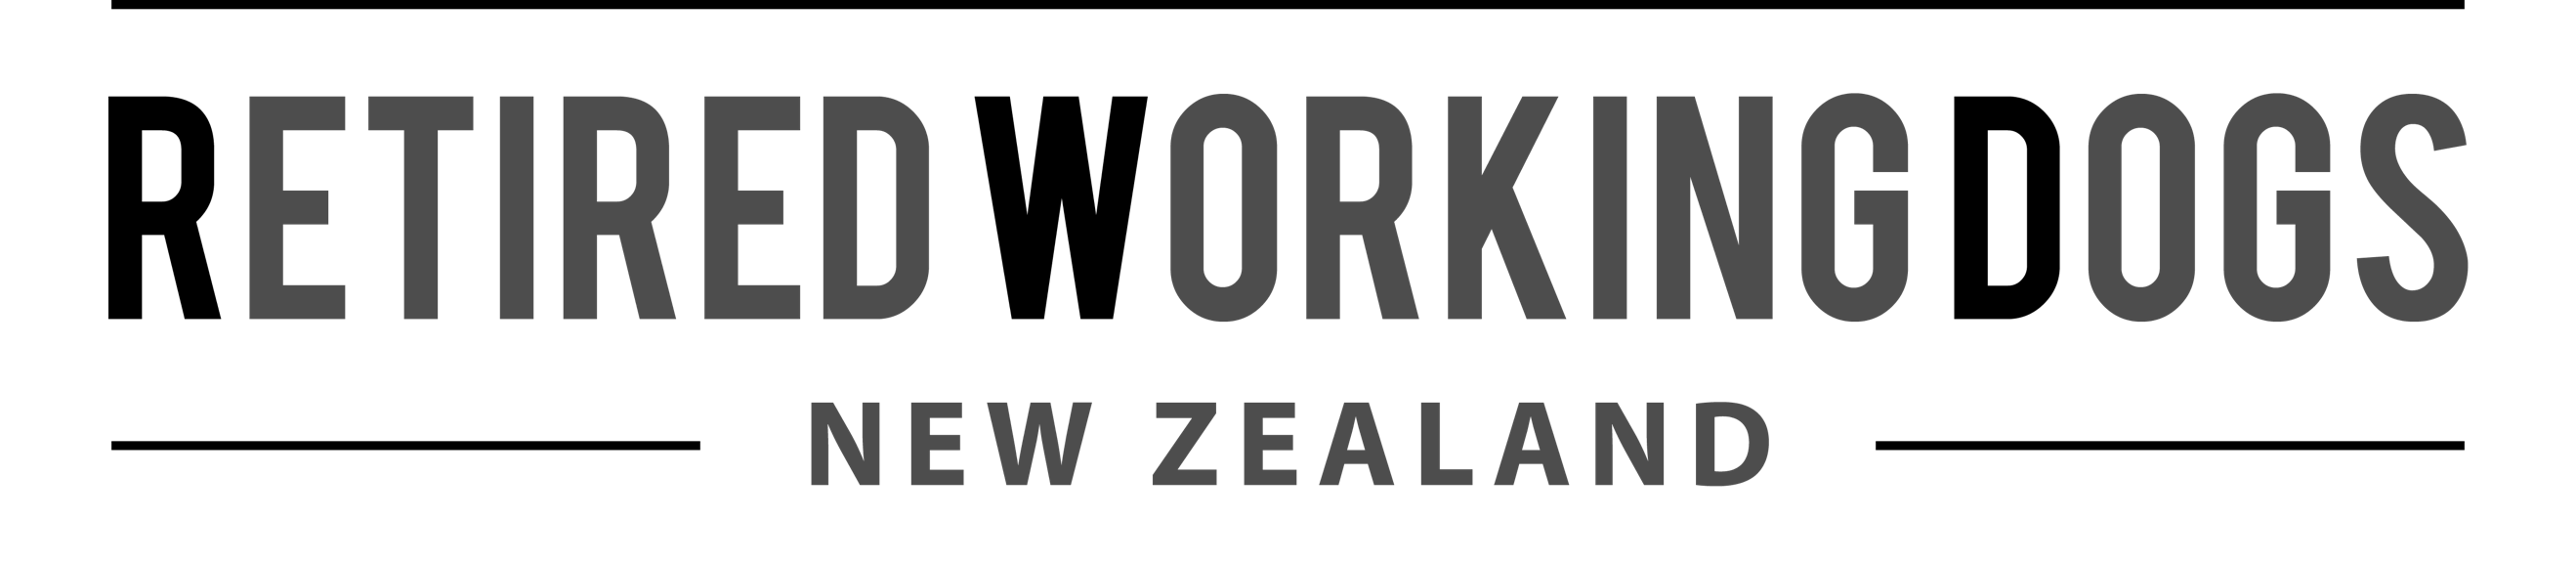 RETIRED WORKING DOGS
NEW ZEALAND